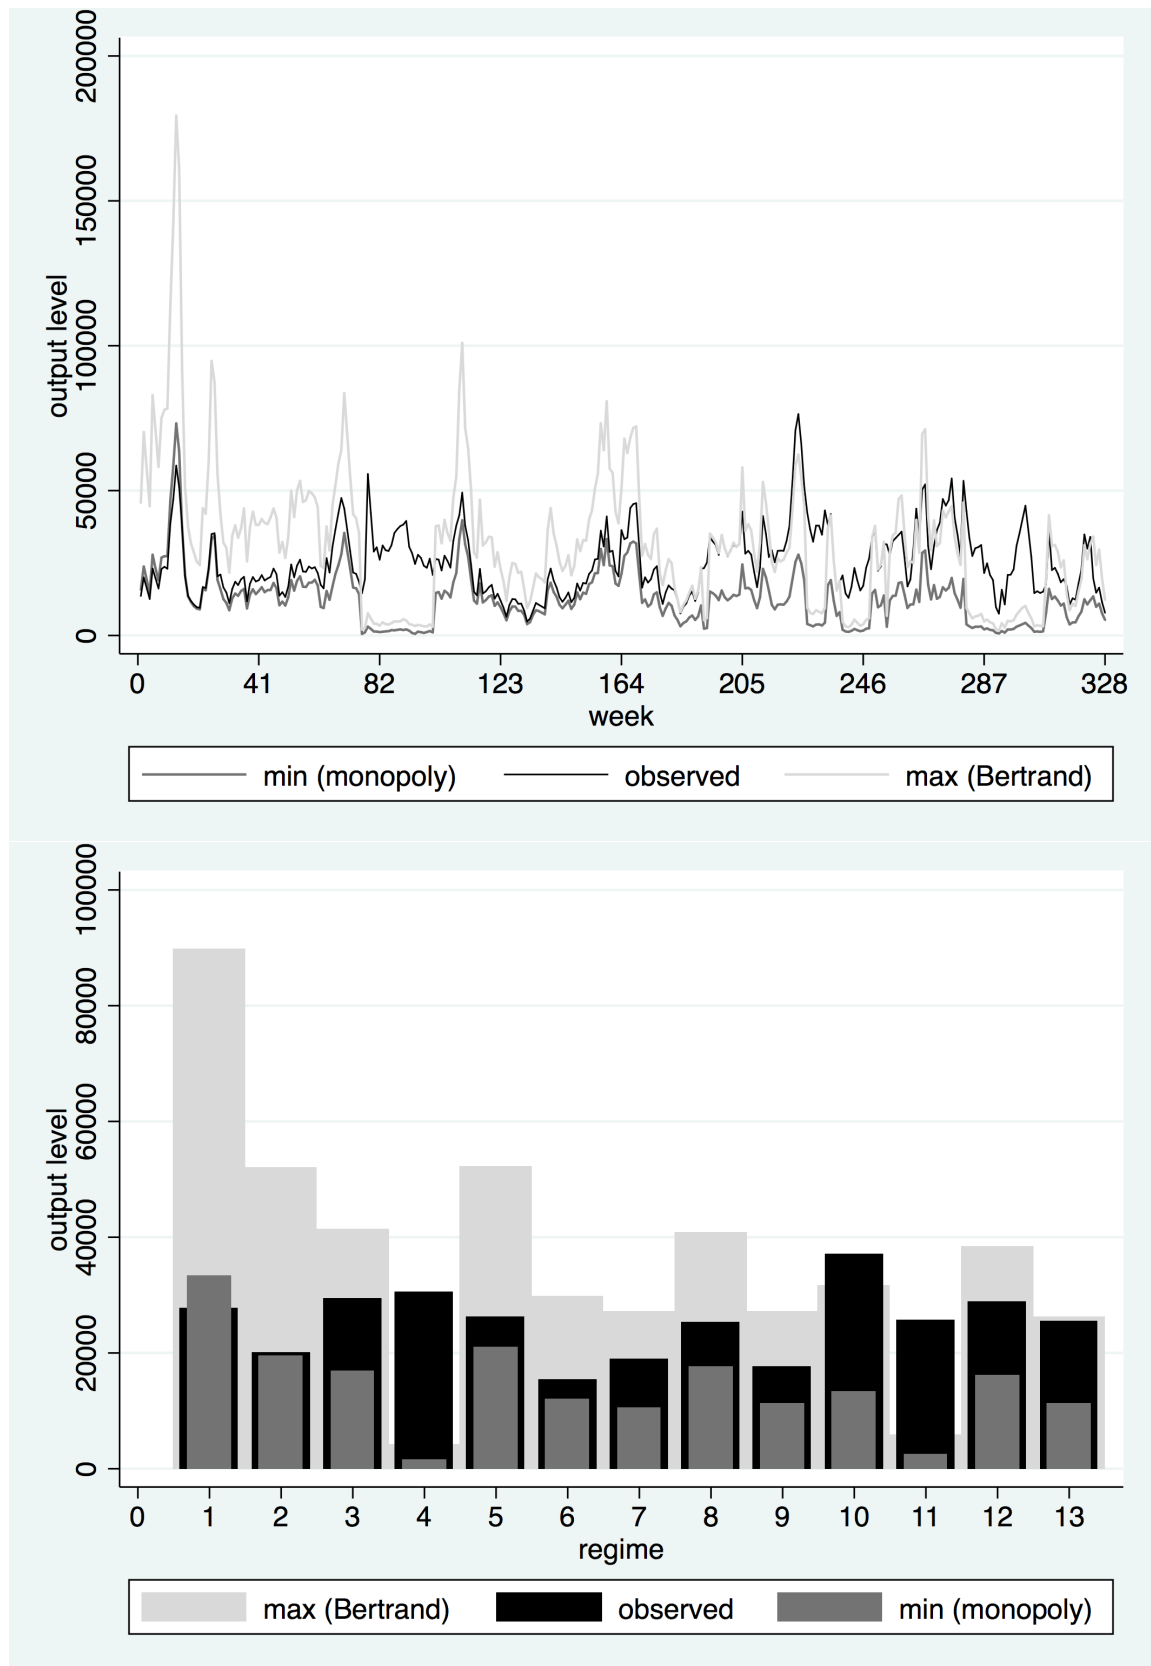 200000
150000
100000
50000
0
output level
0 41 82 123 164 205 246 287 328
week
min (monopoly) observed max (Bertrand)
100000
80000
60000
40000
20000
0
output level
0 1 2 3 4 5 6 7 8 9 10 11 12 13
regime
max (Bertrand) observed min (monopoly)